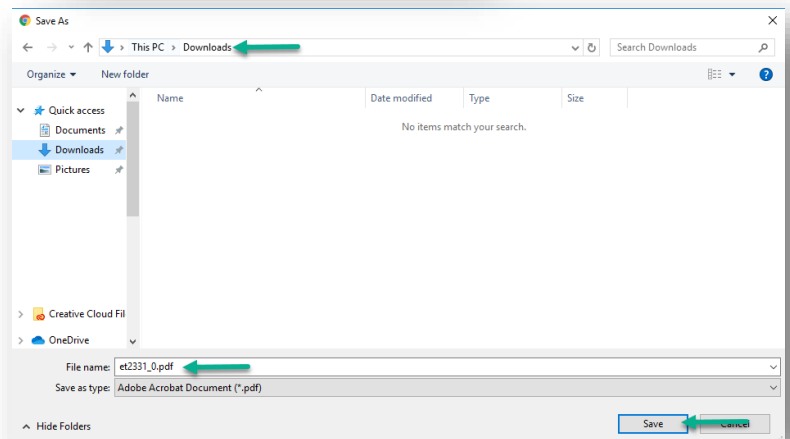 Save As
This PC > Downloads
Search Downloads
Organize
New folder
Name
Date modified
Type
Size
No items match your search.
Quick access
Documents
Downloads
Pictures
Creative Cloud Fil
OneDrive
File name: et2331_0.pdf
Save as type: Adobe Acrobat Document (*.pdf)
Hide Folders
Save
Cancel